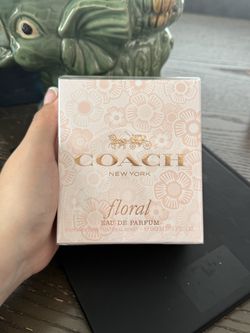 COACH
NEW YORK
floral
EAU DE PARFUM